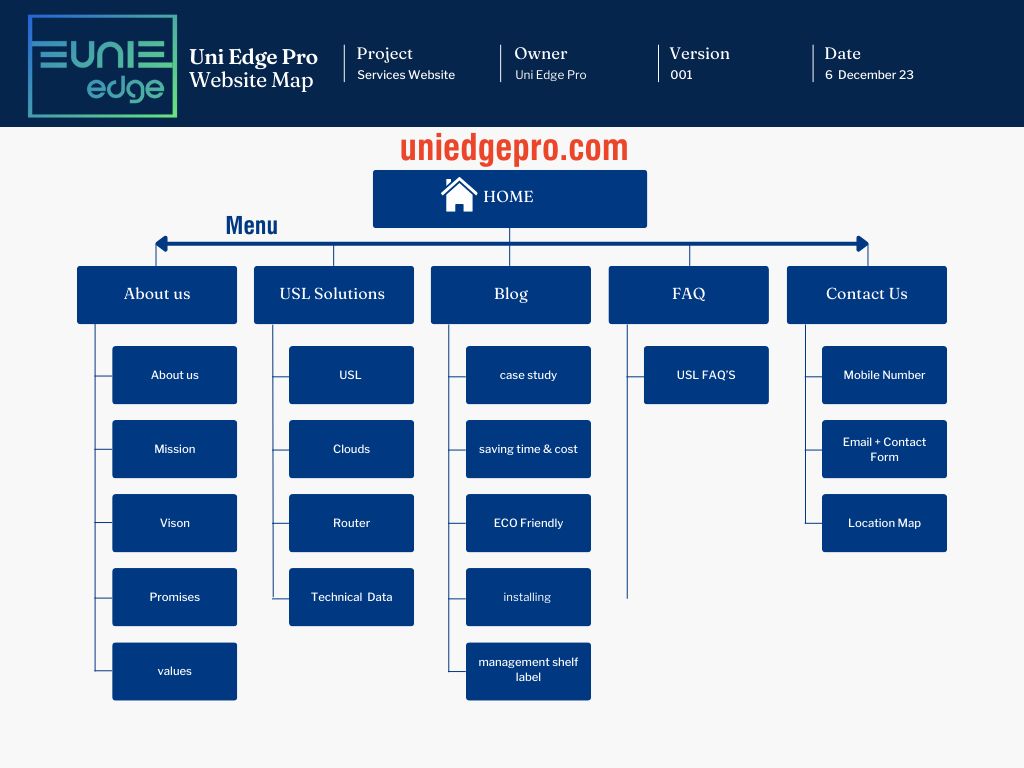 EUNIE
edge
Uni Edge Pro
Website Map
Project
Services Website
Owner
Uni Edge Pro
Version
001
Date
6 December 23
uniedgepro.com
HOME
Menu
About us
USL Solutions
Blog
FAQ
Contact Us
About us
Mission
Vison
Promises
values
USL
Clouds
Router
Technical Data
case study
saving time & cost
ECO Friendly
installing
management shelf
label
USL FAQ'S
Mobile Number
Email + Contact
Form
Location Map